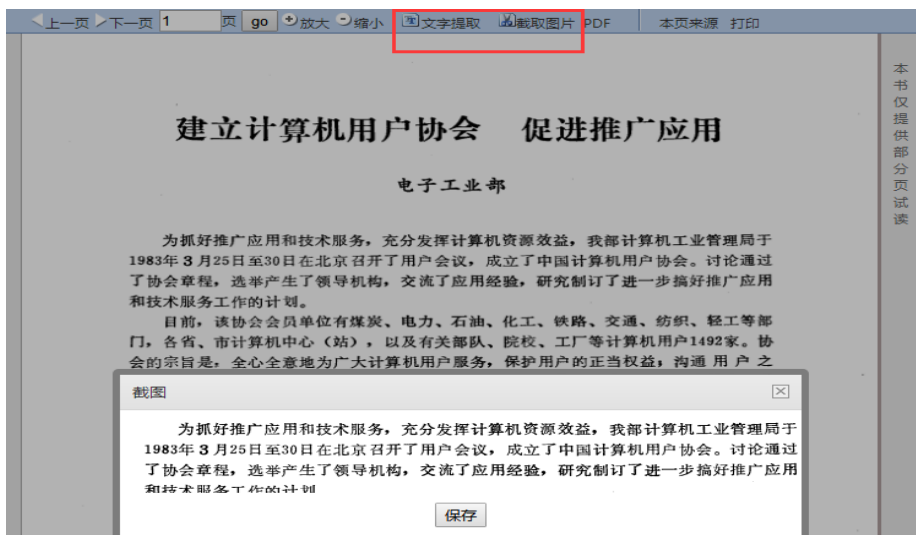 上一页 下一页 1 页 go 放大 缩小 文字提取 截取图片 PDF 本页来源 打印
本书仅提供部分页试读
建立计算机用户协会 促进推广应用
电子工业部
为抓好推广应用和技术服务，充分发挥计算机资源效益，我部计算机工业管理局于
1983年3月25日至30日在北京召开了用户会议，成立了中国计算机用户协会。讨论通过
了协会章程，选举产生了领导机构，交流了应用经验，研究制订了进一步搞好推广应用
和技术服务工作的计划。
目前，该协会会员单位有煤炭、电力、石油、化工、铁路、交通、纺织、轻工等部
门，各省、市计算机中心（站），以及有关部队、院校、工厂等计算机用户1492家。协
会的宗旨是，全心全意地为广大计算机用户服务，保护用户的正当权益；沟通用户之
截图
为抓好推广应用和技术服务，充分发挥计算机资源效益，我部计算机工业管理局于
1983年3月25日至30日在北京召开了用户会议，成立了中国计算机用户协会。讨论通过
了协会章程，选举产生了领导机构，交流了应用经验，研究制订了进一步搞好推广应用
和技术服务工作的计划
保存